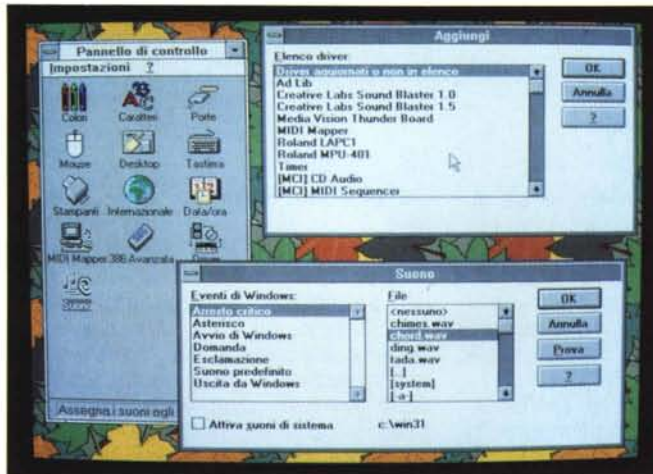 Pannello di controllo
Impostazioni ?
Colori Caratteri Porte
Mouse Desktop Tastiera
Stampanti Internazionale Data/ora
MIDI Mapper 386 Avanzata Driver
Suono
Assegna i suoni agli
Aggiungi
Elenco driver
Driver aggiornati o non in elenco
Ad Lib
Creative Labs Sound Blaster 1.0
Creative Labs Sound Blaster 1.5
Media Vision Thunder Board
MIDI Mapper
Roland LAPC1
Roland MPU-401
Timer
[MCI] CD Audio
[MCI] MIDI Sequencer
OK
Annulla
?
Suono
Eventi di Windows:
Arresto critico
Asterisco
Avvio di Windows
Domanda
Esclamazione
Suono predefinito
Uscita da Windows
File
<nessuno>
chimes.wav
chord.wav
ding.wav
tada.wav
[..]
[system]
[-a-]
OK
Annulla
Prova
?
Attiva suoni di sistema
c:\win31